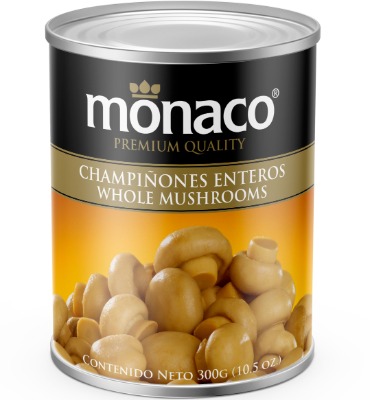 monaco®
PREMIUM QUALITY
CHAMPIÑONES ENTEROS
WHOLE MUSHROOMS
CONTENIDO NETO 300G (10.5 OZ)